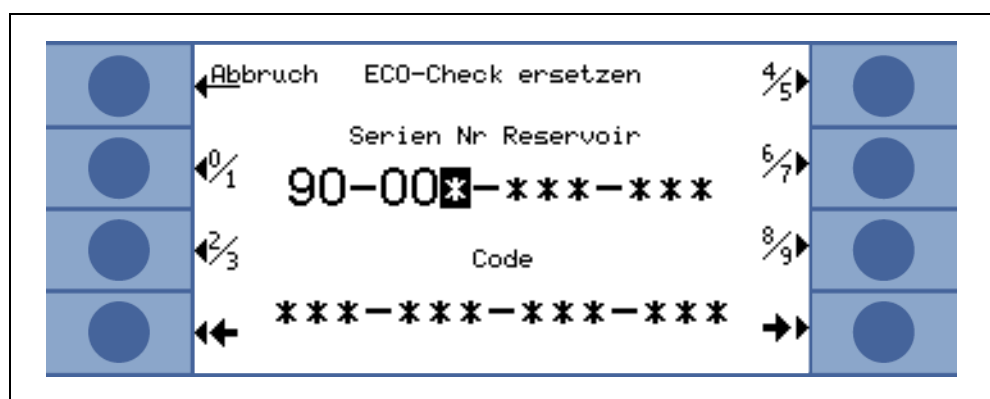 Abbruch ECO-Check ersetzen 4/5
Serien Nr Reservoir
0/1 90-00*-***-*** 6/7
2/3 Code 8/9
***-***-***-***